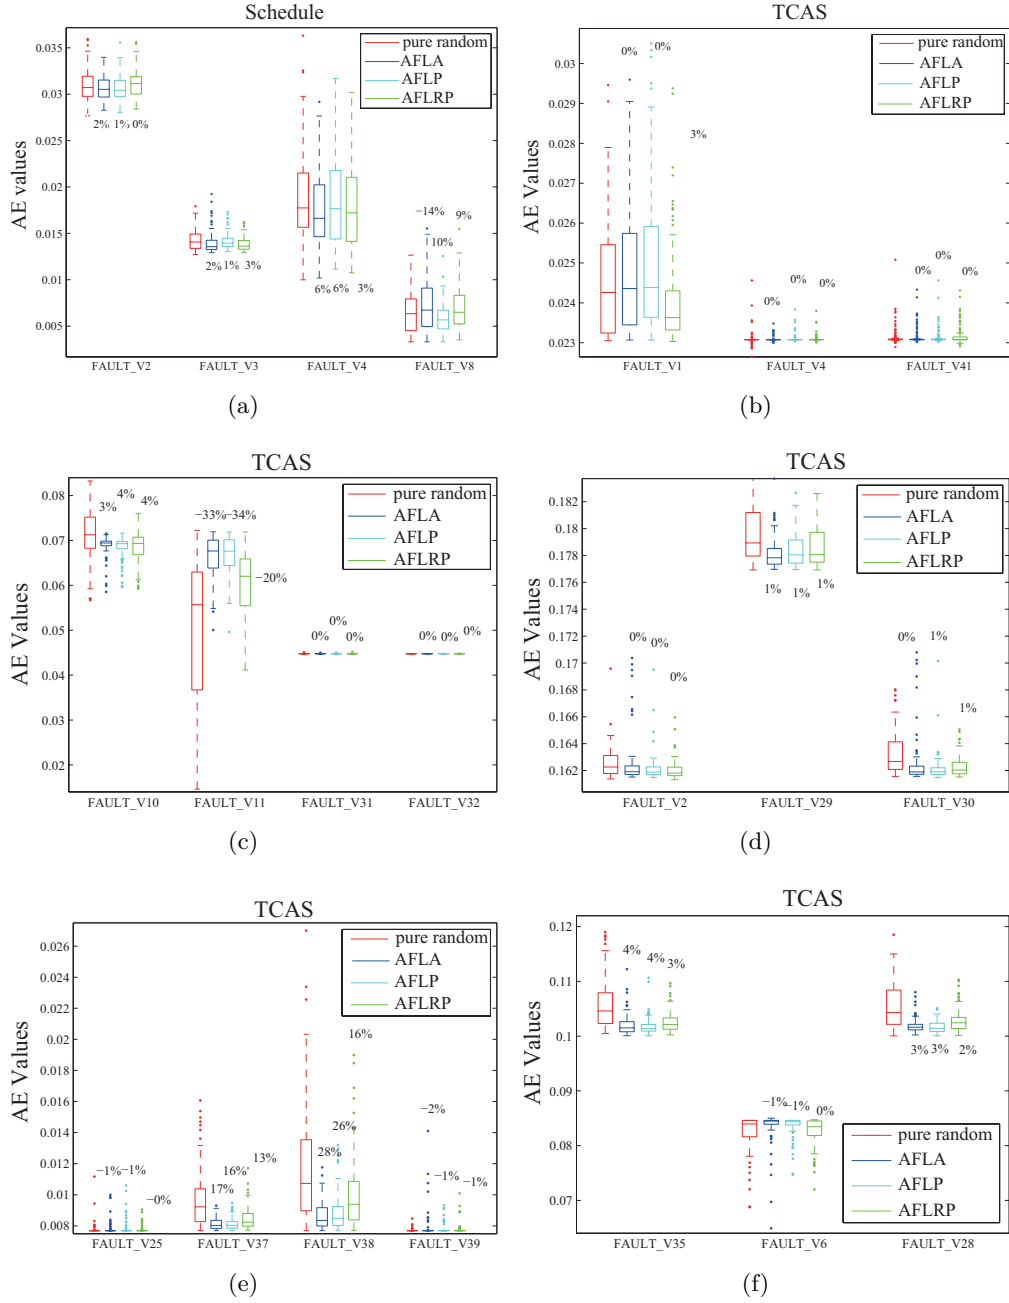 Schedule
AE values
0.035
0.03
0.025
0.02
0.015
0.01
0.005
pure random
AFLA
AFLP
AFLRP
2% 1% 0%
2% 1% 3%
6% 6% 3%
−14% 10% 9%
FAULT_V2 FAULT_V3 FAULT_V4 FAULT_V8
(a)
TCAS
AE Values
0.03
0.029
0.028
0.027
0.026
0.025
0.024
0.023
pure random
AFLA
AFLP
AFLRP
0% 0% 3%
0% 0% 0%
0% 0% 0%
FAULT_V1 FAULT_V4 FAULT_V41
(b)
TCAS
AE Values
0.08
0.07
0.06
0.05
0.04
0.03
0.02
pure random
AFLA
AFLP
AFLRP
3% 4% 4%
−33% −34% −20%
0% 0% 0%
0% 0% 0%
FAULT_V10 FAULT_V11 FAULT_V31 FAULT_V32
(c)
TCAS
AE Values
0.182
0.18
0.178
0.176
0.174
0.172
0.17
0.168
0.166
0.164
0.162
pure random
AFLA
AFLP
AFLRP
0% 0% 0%
1% 1% 1%
0% 1% 1%
FAULT_V2 FAULT_V29 FAULT_V30
(d)
TCAS
AE Values
0.026
0.024
0.022
0.02
0.018
0.016
0.014
0.012
0.01
0.008
pure random
AFLA
AFLP
AFLRP
−1% −1% −0%
17% 16% 13%
28% 26% 16%
−2% −1% −1%
FAULT_V25 FAULT_V37 FAULT_V38 FAULT_V39
(e)
TCAS
AE Values
0.12
0.11
0.1
0.09
0.08
0.07
4% 4% 3%
−1% −1% 0%
3% 3% 2%
pure random
AFLA
AFLP
AFLRP
FAULT_V35 FAULT_V6 FAULT_V28
(f)